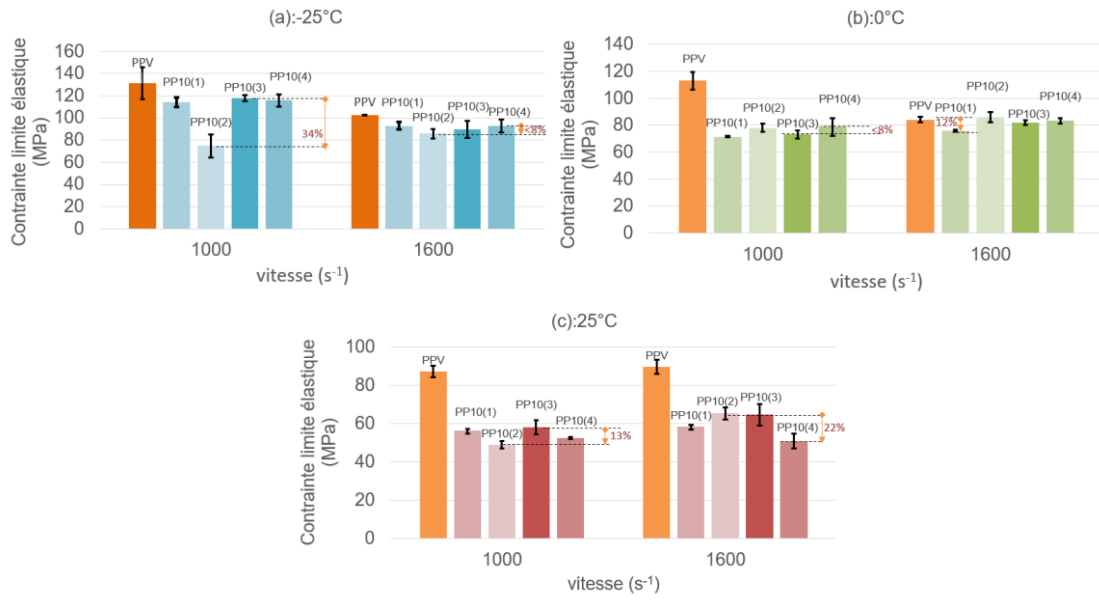 (a):-25°C
Contrainte limite élastique
(MPa)
160
140
120
100
80
60
40
20
0
PPV
PP10(1)
PP10(2)
PP10(3)
PP10(4)
34%
PPV
PP10(1)
PP10(2)
PP10(3)
PP10(4)
<8%
1000
1600
vitesse (s⁻¹)
(b):0°C
Contrainte limite élastique
(MPa)
140
120
100
80
60
40
20
0
PPV
PP10(1)
PP10(2)
PP10(3)
PP10(4)
<8%
PPV
PP10(1)
12%
PP10(2)
PP10(3)
PP10(4)
1000
1600
vitesse (s⁻¹)
(c):25°C
Contrainte limite élastique
(MPa)
100
80
60
40
20
0
PPV
PP10(1)
PP10(2)
PP10(3)
PP10(4)
13%
PPV
PP10(1)
PP10(2)
PP10(3)
PP10(4)
22%
1000
1600
vitesse (s⁻¹)